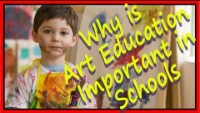 Why is
Art Education
Important in
Schools